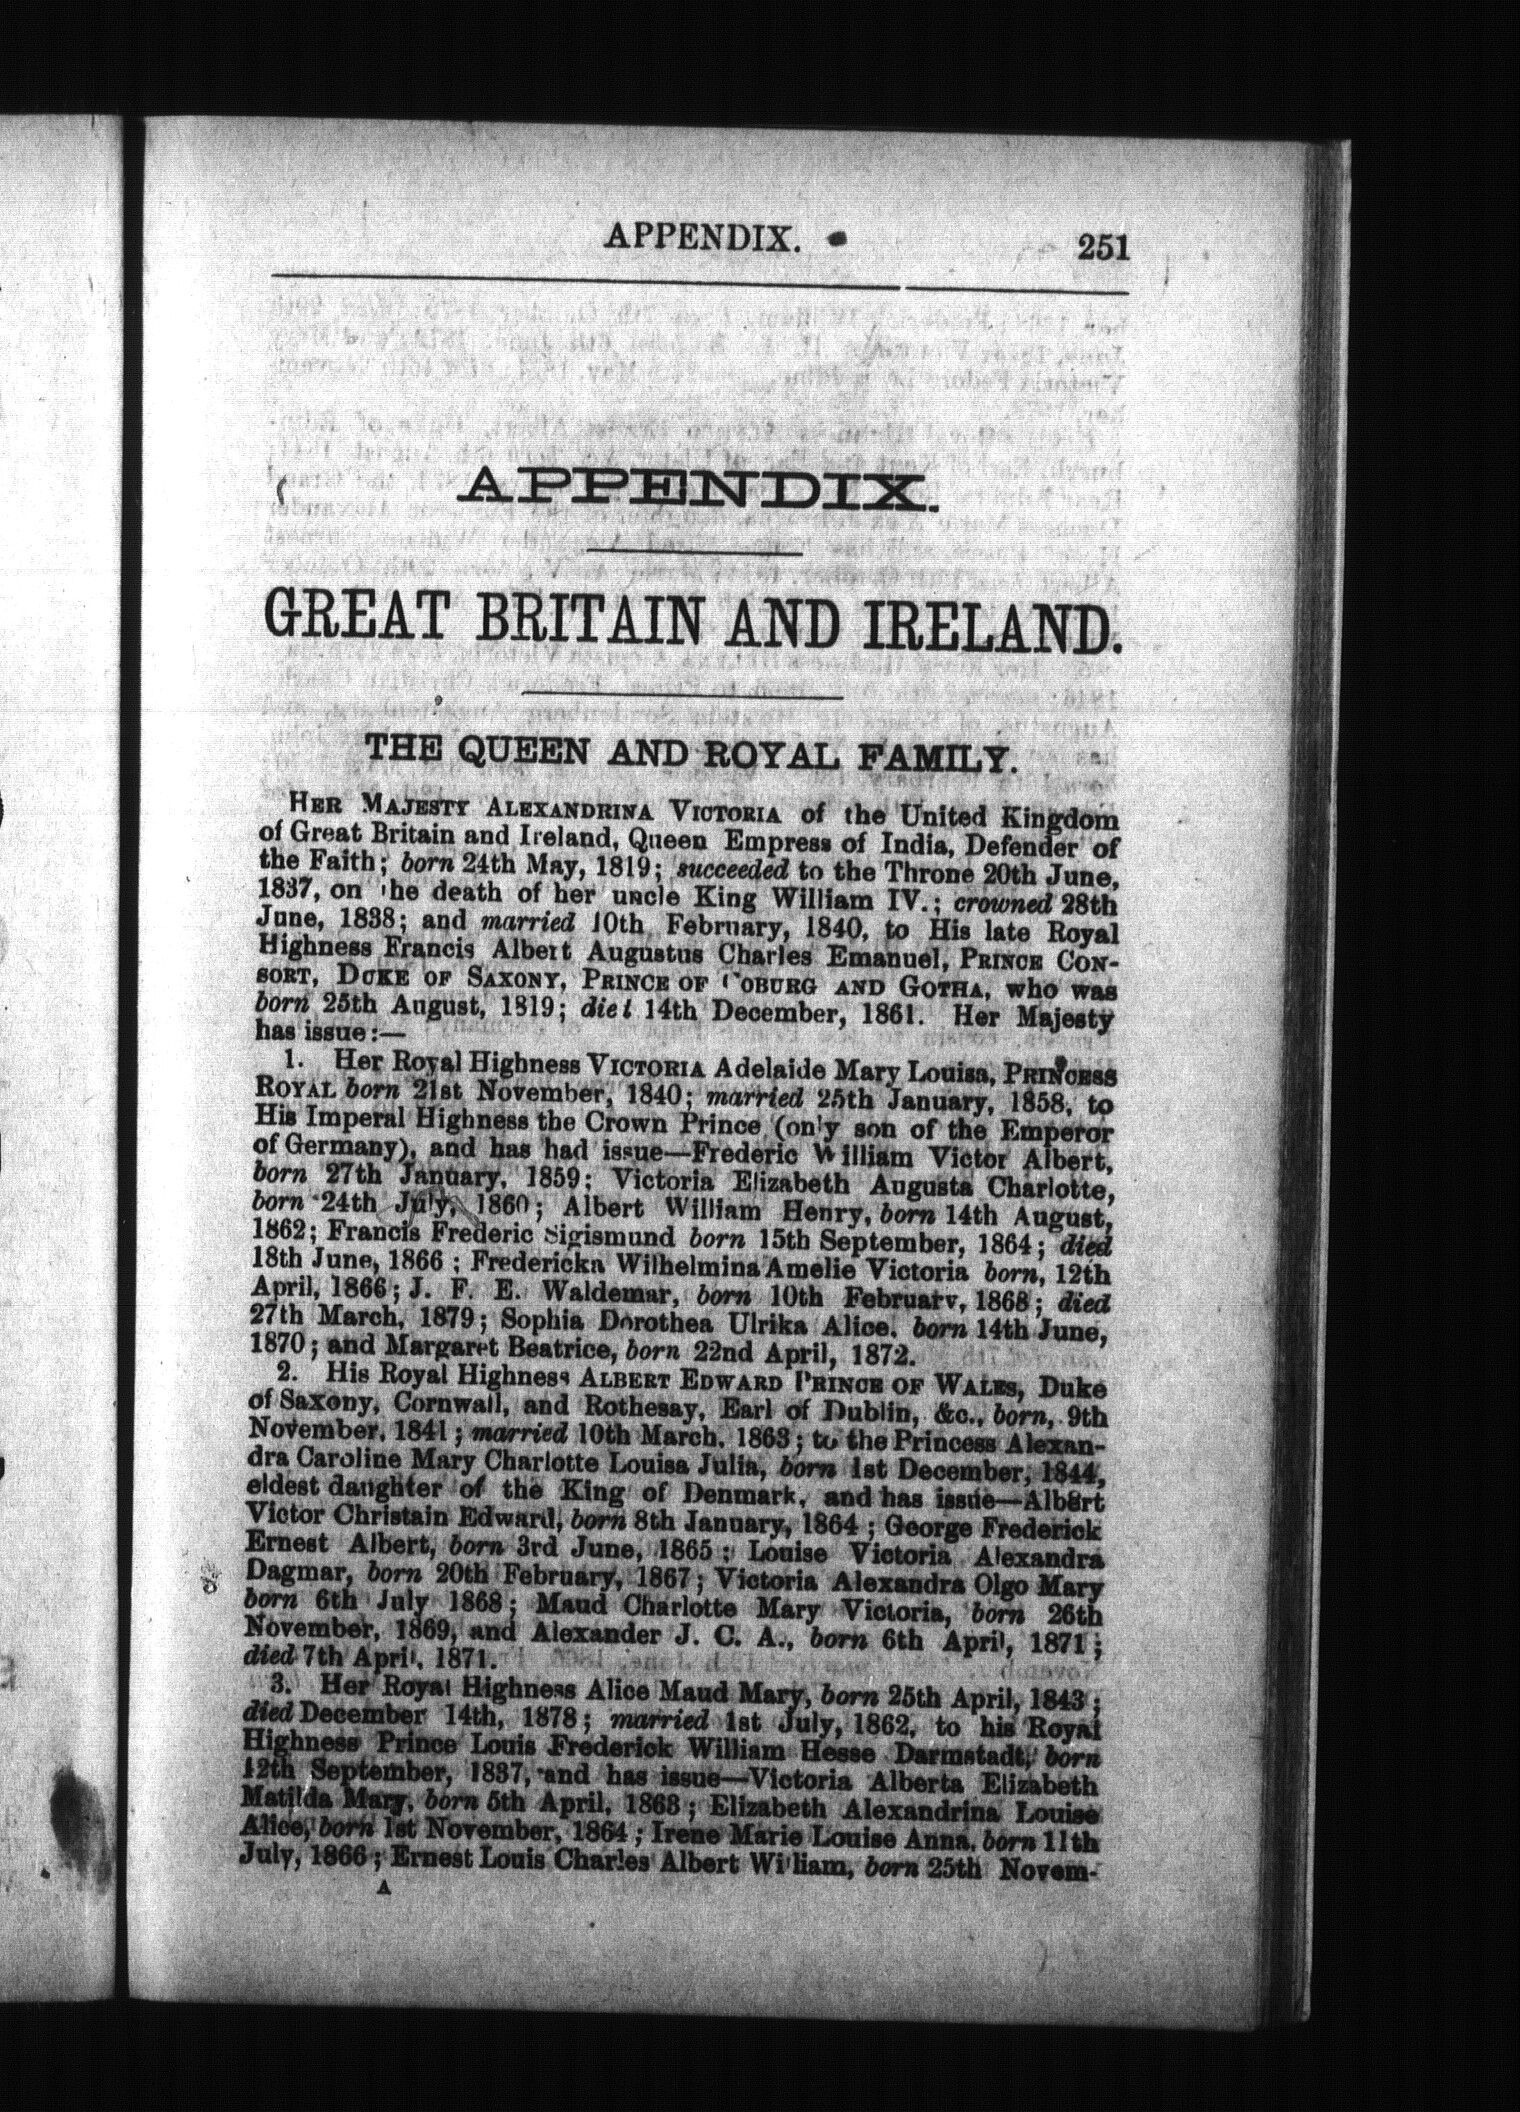 APPENDIX. 251
APPENDIX.
GREAT BRITAIN AND IRELAND.
THE QUEEN AND ROYAL FAMILY.
HER MAJESTY ALEXANDRINA VICTORIA of the United Kingdom
of Great Britain and Ireland, Queen Empress of India, Defender of
the Faith; born 24th May, 1819; succeeded to the Throne 20th June,
1837, on the death of her uncle King William IV.; crowned 28th
June, 1838; and married 10th February, 1840, to His late Royal
Highness Francis Albert Augustus Charles Emanuel, PRINCE CON-
SORT, DUKE OF SAXONY, PRINCE OF COBURG AND GOTHA, who was
born 25th August, 1819; died 14th December, 1861. Her Majesty
has issue:—
1. Her Royal Highness VICTORIA Adelaide Mary Louisa, PRINCESS
ROYAL born 21st November, 1840; married 25th January, 1858, to
His Imperal Highness the Crown Prince (only son of the Emperor
of Germany), and has had issue—Frederic William Victor Albert,
born 27th January, 1859; Victoria Elizabeth Augusta Charlotte,
born 24th July, 1860; Albert William Henry, born 14th August,
1862; Francis Frederic Sigismund born 15th September, 1864; died
18th June, 1866; Fredericka Wilhelmina Amelie Victoria born, 12th
April, 1866; J. F. E. Waldemar, born 10th February, 1868; died
27th March, 1879; Sophia Dorothea Ulrika Alice, born 14th June,
1870; and Margaret Beatrice, born 22nd April, 1872.
2. His Royal Highness ALBERT EDWARD PRINCE OF WALES, Duke
of Saxony, Cornwall, and Rothesay, Earl of Dublin, &c., born, 9th
November, 1841; married 10th March, 1863; to the Princess Alexan-
dra Caroline Mary Charlotte Louisa Julia, born 1st December, 1844,
eldest daughter of the King of Denmark, and has issue—Albert
Victor Christain Edward, born 8th January, 1864; George Frederick
Ernest Albert, born 3rd June, 1865; Louise Victoria Alexandra
Dagmar, born 20th February, 1867; Victoria Alexandra Olgo Mary
born 6th July 1868; Maud Charlotte Mary Victoria, born 26th
November, 1869, and Alexander J. C. A., born 6th April, 1871;
died 7th April, 1871.
3. Her Royal Highness Alice Maud Mary, born 25th April, 1843;
died December 14th, 1878; married 1st July, 1862, to his Royal
Highness Prince Louis Frederick William Hesse Darmstadt, born
12th September, 1837, and has issue—Victoria Alberta Elizabeth
Matilda Mary, born 5th April, 1863; Elizabeth Alexandrina Louise
Alice, born 1st November, 1864; Irene Marie Louise Anna, born 11th
July, 1866; Ernest Louis Charles Albert William, born 25th Novem-
A